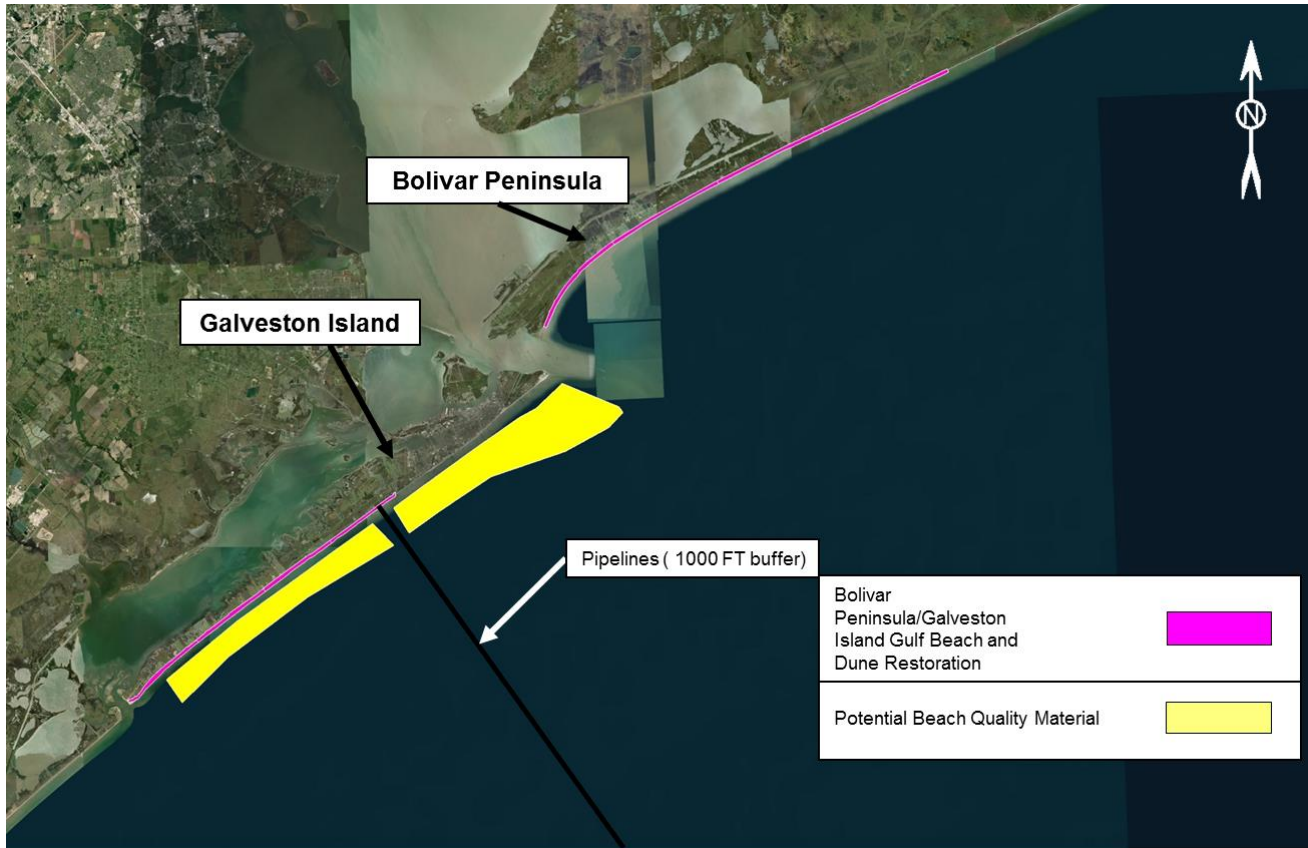 Bolivar Peninsula
N
Galveston Island
Pipelines ( 1000 FT buffer)
Bolivar
Peninsula/Galveston
Island Gulf Beach and
Dune Restoration
Potential Beach Quality Material